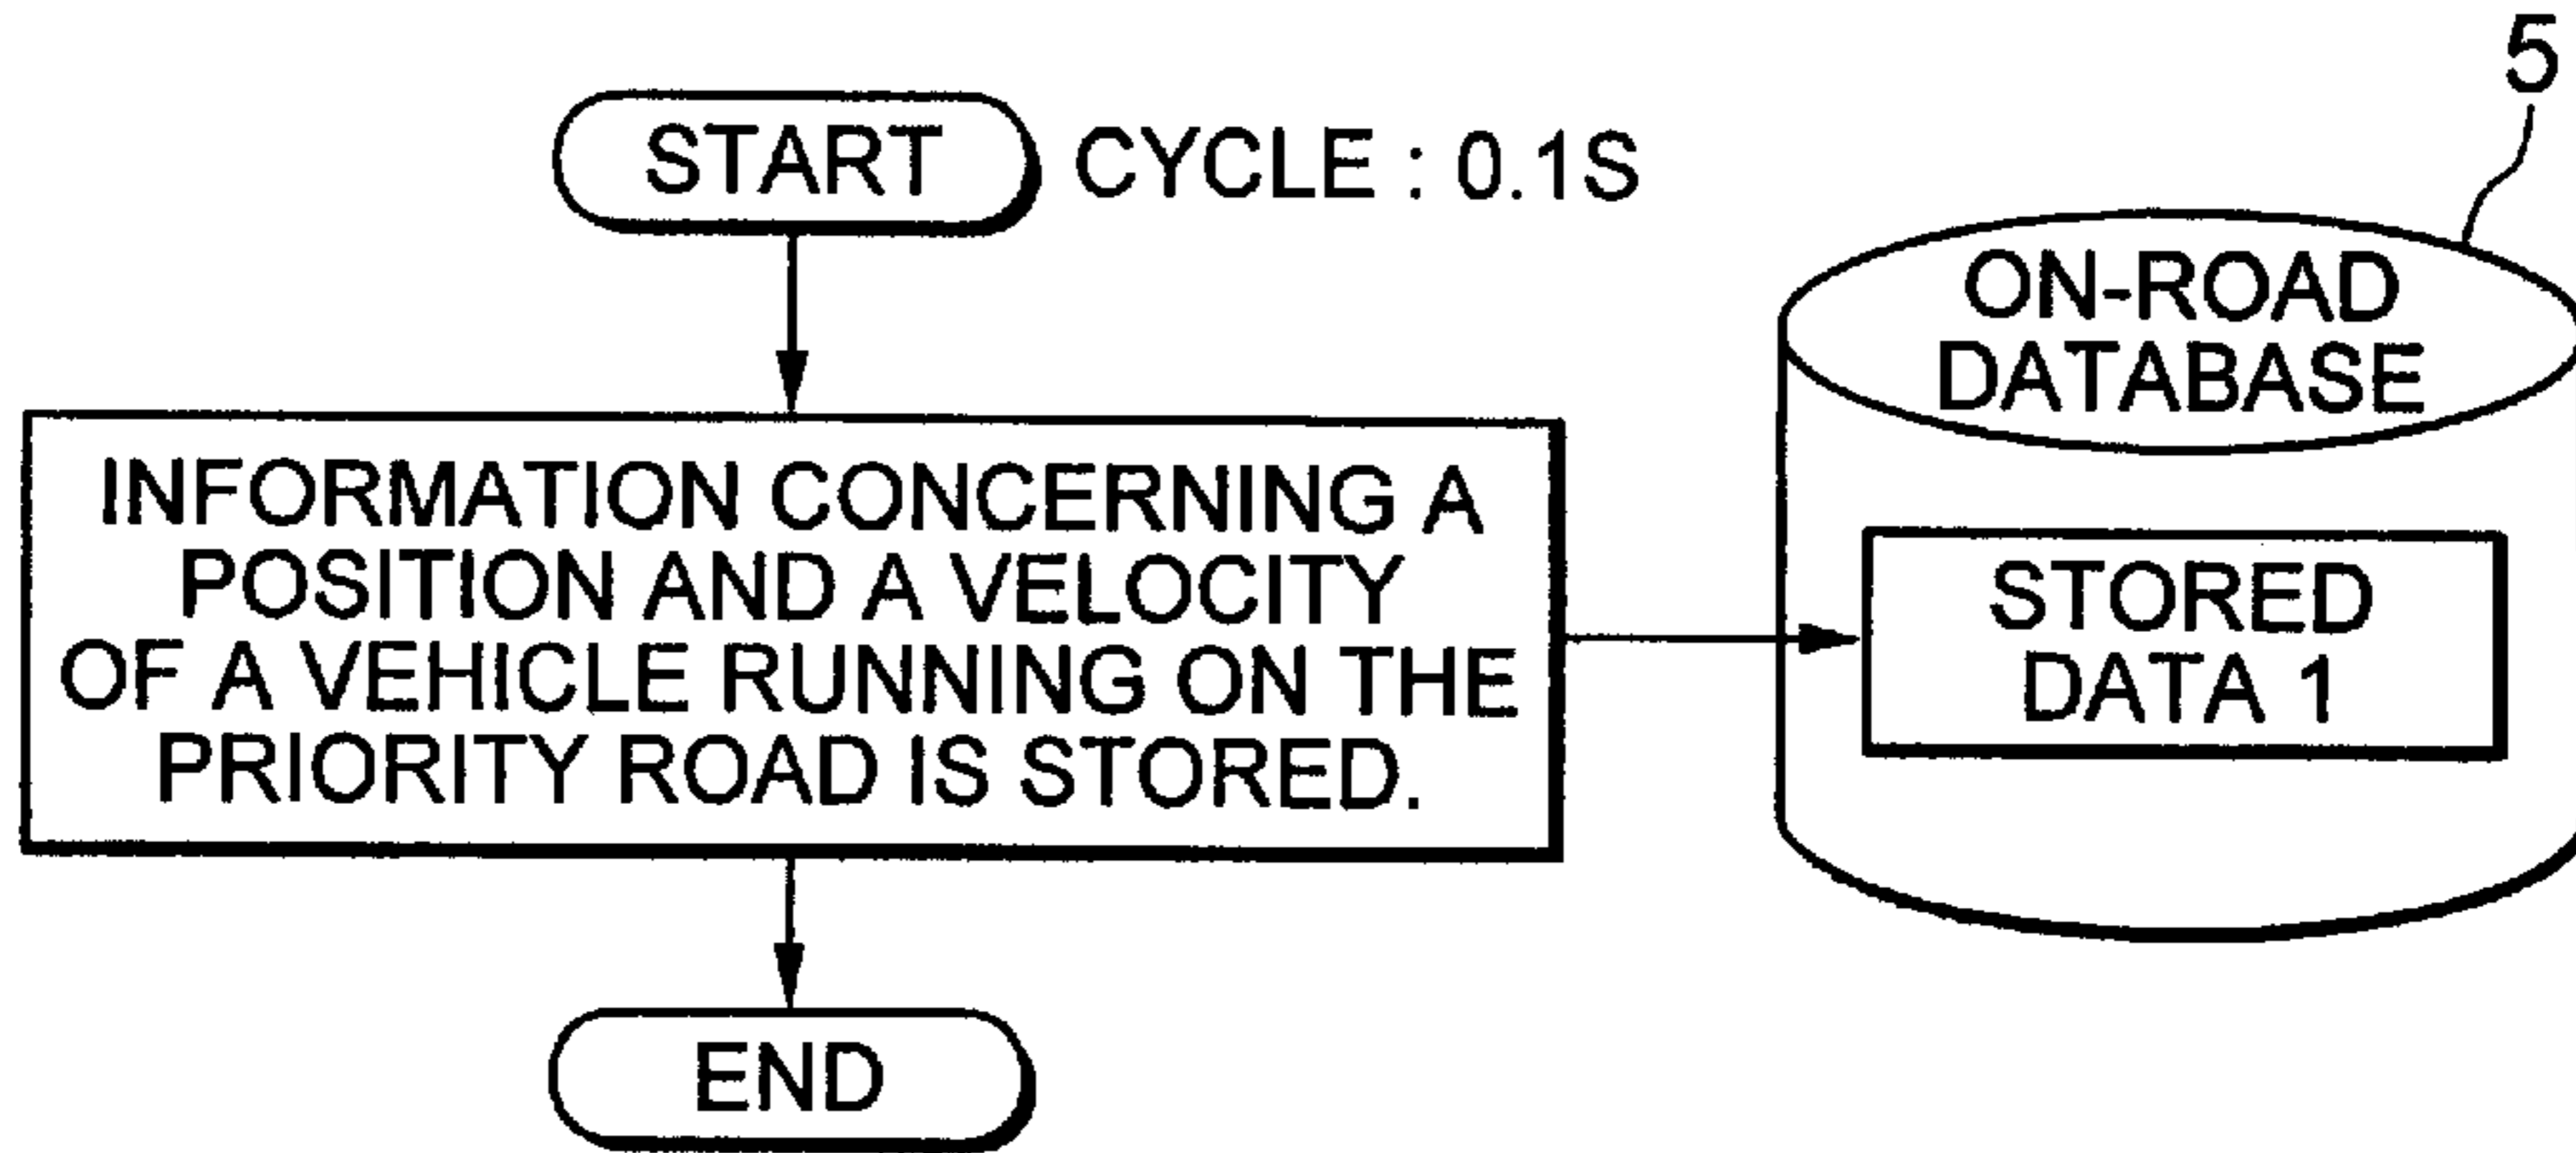 5
START CYCLE : 0.1S
ON-ROAD
DATABASE
INFORMATION CONCERNING A
POSITION AND A VELOCITY
OF A VEHICLE RUNNING ON THE
PRIORITY ROAD IS STORED.
STORED
DATA 1
END